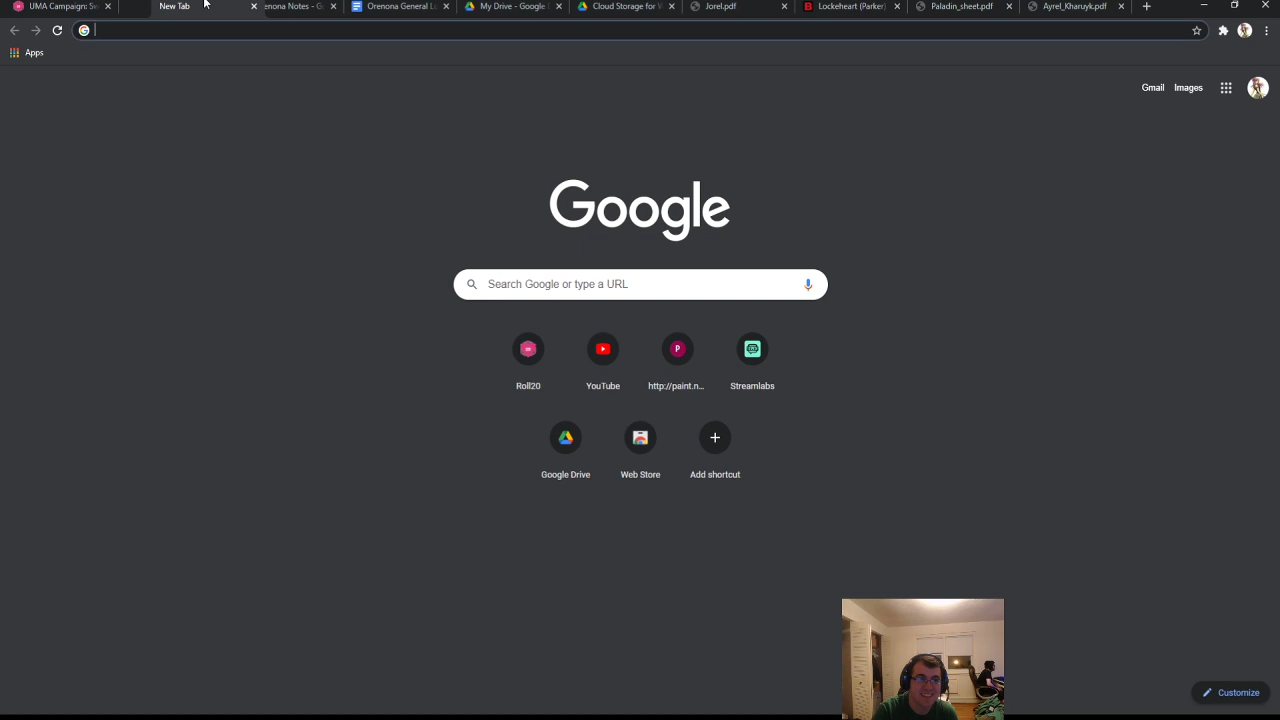 UMA Campaign: Sw
New Tab
enona Notes - G
Orenona General Lo
My Drive - Google
Cloud Storage for W
Jorel.pdf
Lockeheart (Parker)
Paladin_sheet.pdf
Ayrel_Kharuyk.pdf
Apps
Gmail Images
Google
Search Google or type a URL
Roll20
YouTube
http://paint.n...
Streamlabs
Google Drive
Web Store
Add shortcut
Customize